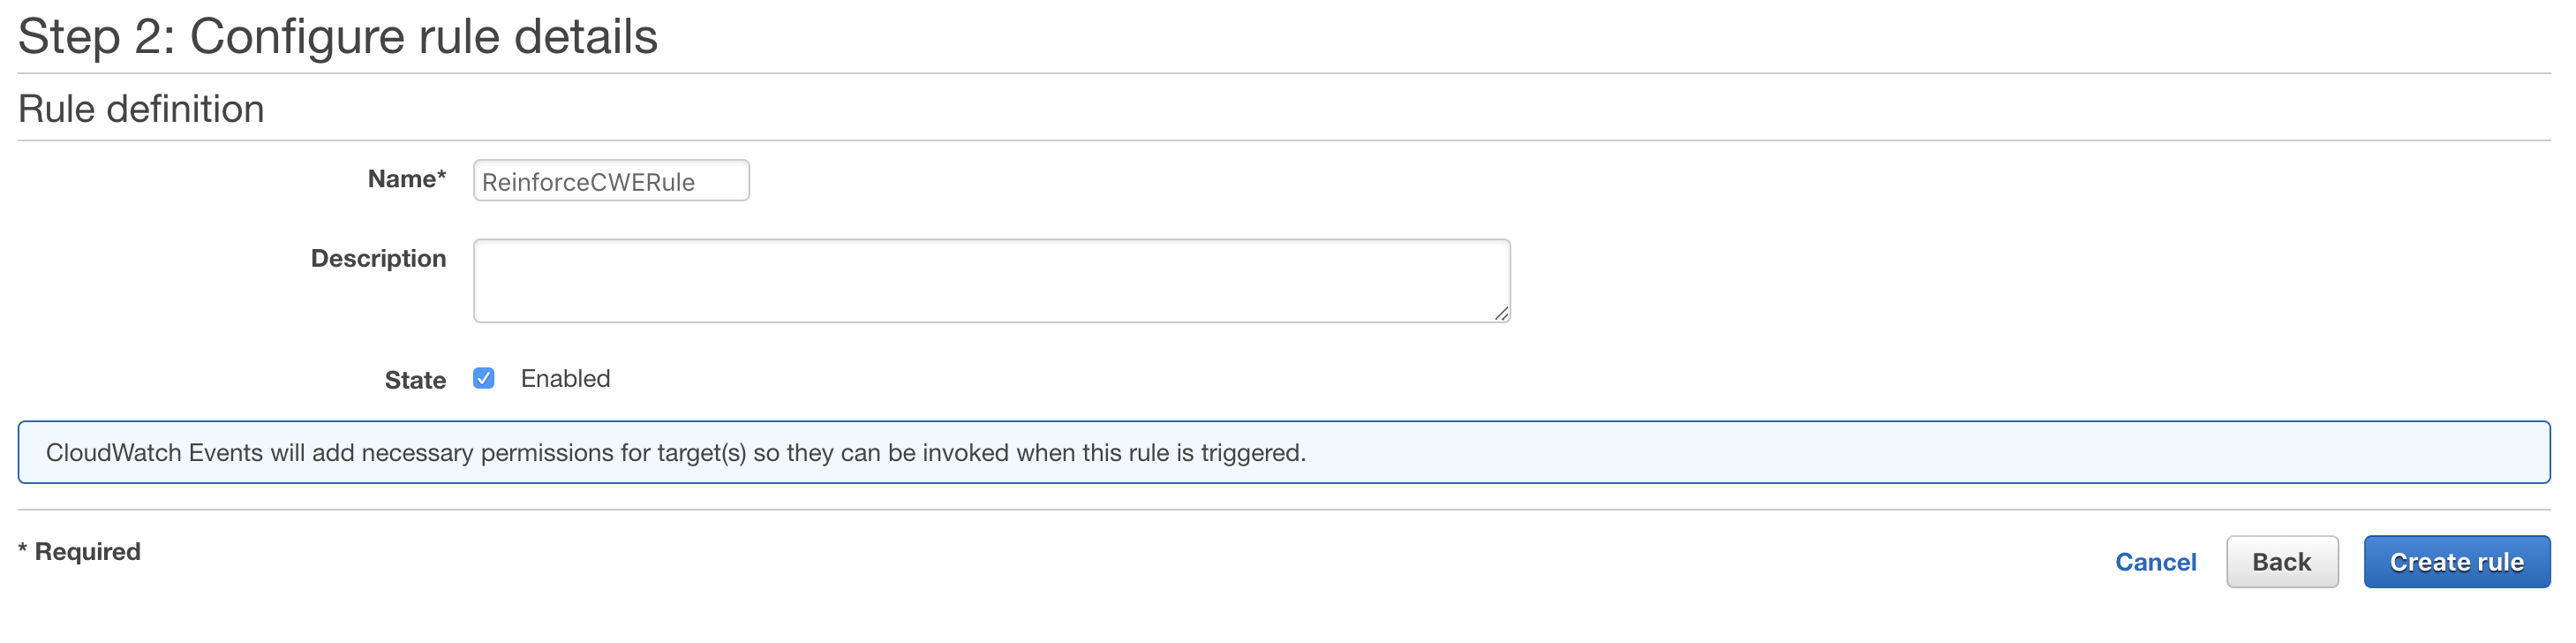 Step 2: Configure rule details
Rule definition
Name* ReinforceCWERule
Description
State Enabled
CloudWatch Events will add necessary permissions for target(s) so they can be invoked when this rule is triggered.
* Required Cancel Back Create rule